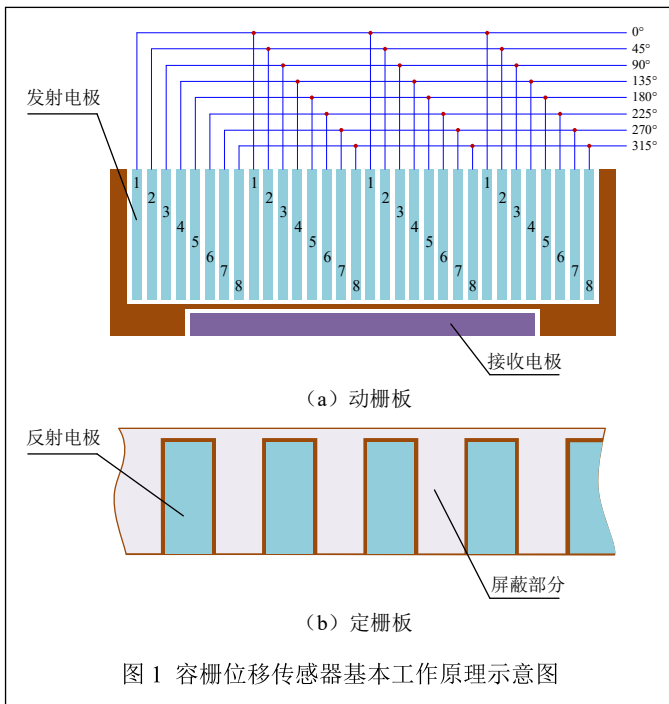 0°
45°
90°
135°
180°
225°
270°
315°
发射电极
1 2 3 4 5 6 7 8 1 2 3 4 5 6 7 8 1 2 3 4 5 6 7 8 1 2 3 4 5 6 7 8
接收电极
（a）动栅板
反射电极
屏蔽部分
（b）定栅板
图 1 容栅位移传感器基本工作原理示意图